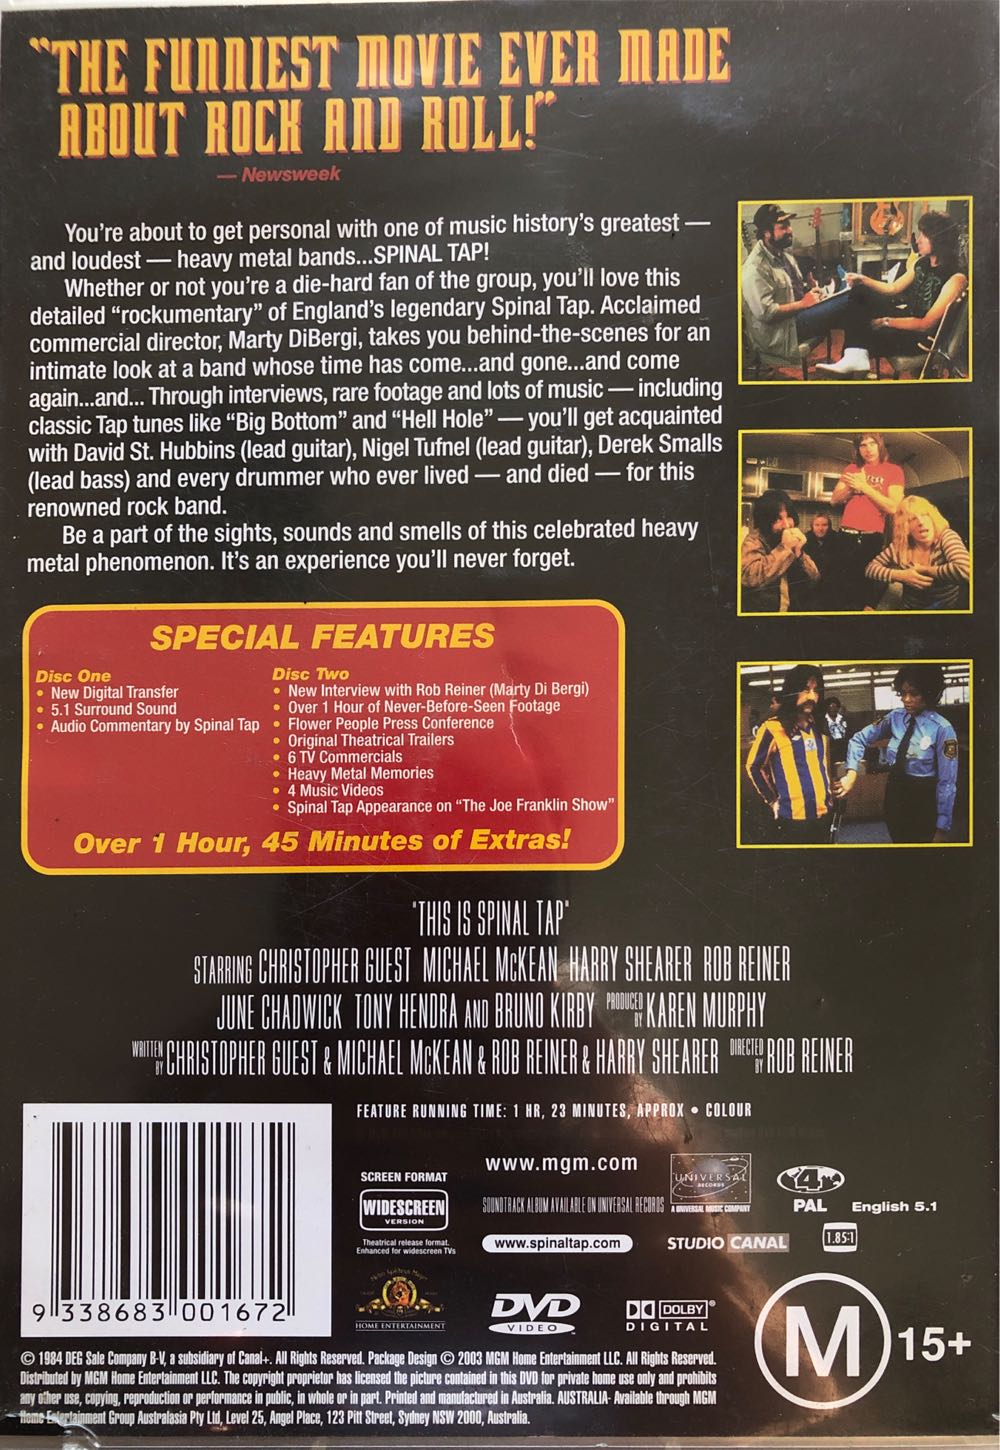 "THE FUNNIEST MOVIE EVER MADE
ABOUT ROCK AND ROLL!"
— Newsweek
You're about to get personal with one of music history's greatest —
and loudest — heavy metal bands...SPINAL TAP!
Whether or not you're a die-hard fan of the group, you'll love this
detailed "rockumentary" of England's legendary Spinal Tap. Acclaimed
commercial director, Marty DiBergi, takes you behind-the-scenes for an
intimate look at a band whose time has come...and gone...and come
again...and... Through interviews, rare footage and lots of music — including
classic Tap tunes like "Big Bottom" and "Hell Hole" — you'll get acquainted
with David St. Hubbins (lead guitar), Nigel Tufnel (lead guitar), Derek Smalls
(lead bass) and every drummer who ever lived — and died — for this
renowned rock band.
Be a part of the sights, sounds and smells of this celebrated heavy
metal phenomenon. It's an experience you'll never forget.
SPECIAL FEATURES
Disc One
• New Digital Transfer
• 5.1 Surround Sound
• Audio Commentary by Spinal Tap
Disc Two
• New Interview with Rob Reiner (Marty Di Bergi)
• Over 1 Hour of Never-Before-Seen Footage
• Flower People Press Conference
• Original Theatrical Trailers
• 6 TV Commercials
• Heavy Metal Memories
• 4 Music Videos
• Spinal Tap Appearance on "The Joe Franklin Show"
Over 1 Hour, 45 Minutes of Extras!
"THIS IS SPINAL TAP"
STARRING CHRISTOPHER GUEST MICHAEL McKEAN HARRY SHEARER ROB REINER
JUNE CHADWICK TONY HENDRA AND BRUNO KIRBY PRODUCED BY KAREN MURPHY
WRITTEN BY CHRISTOPHER GUEST & MICHAEL McKEAN & ROB REINER & HARRY SHEARER DIRECTED BY ROB REINER
FEATURE RUNNING TIME: 1 HR, 23 MINUTES, APPROX • COLOUR
SCREEN FORMAT
WIDESCREEN
VERSION
Theatrical release format.
Enhanced for widescreen TVs
www.mgm.com
SOUNDTRACK ALBUM AVAILABLE ON UNIVERSAL RECORDS
UNIVERSAL
RECORDS
A UNIVERSAL MUSIC COMPANY
4
PAL
English 5.1
www.spinaltap.com
STUDIO CANAL
1.85:1
HOME ENTERTAINMENT
DVD
VIDEO
DOLBY
DIGITAL
M 15+
9 338683 001672
© 1984 DEG Sale Company B-V, a subsidiary of Canal+. All Rights Reserved. Package Design © 2003 MGM Home Entertainment LLC. All Rights Reserved.
Distributed by MGM Home Entertainment LLC. The copyright proprietor has licensed the picture contained in this DVD for private home use only and prohibits
any other use, copying, reproduction or performance in public, in whole or in part. Printed and manufactured in Australia. AUSTRALIA- Available through MGM
Home Entertainment Group Australasia Pty Ltd, Level 25, Angel Place, 123 Pitt Street, Sydney NSW 2000, Australia.